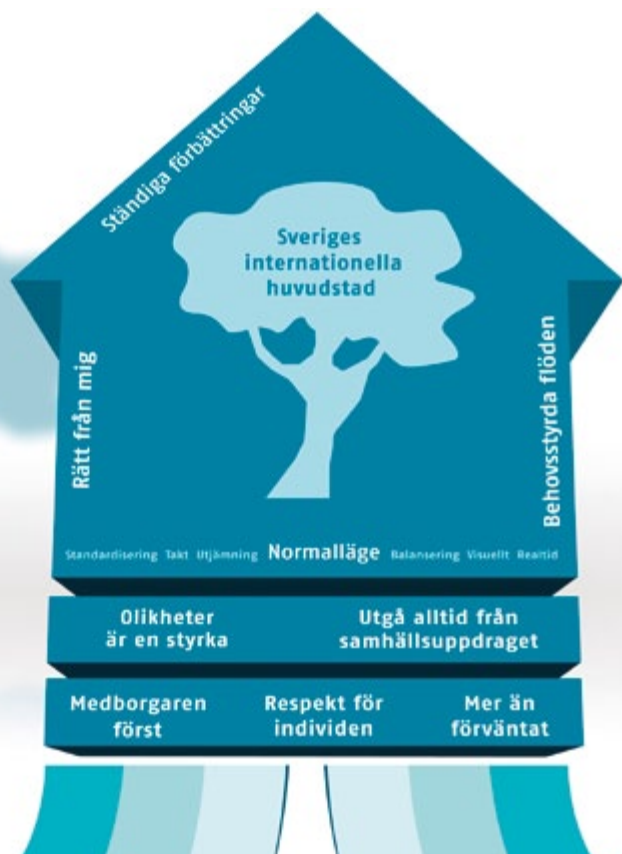 Ständiga förbättringar
Sveriges
internationella
huvudstad
Rätt från mig
Behovsstyrda flöden
Standardisering Takt Utjämning Normalläge Balansering Visuellt Realtid
Olikheter
är en styrka
Utgå alltid från
samhällsuppdraget
Medborgaren
först
Respekt för
individen
Mer än
förväntat